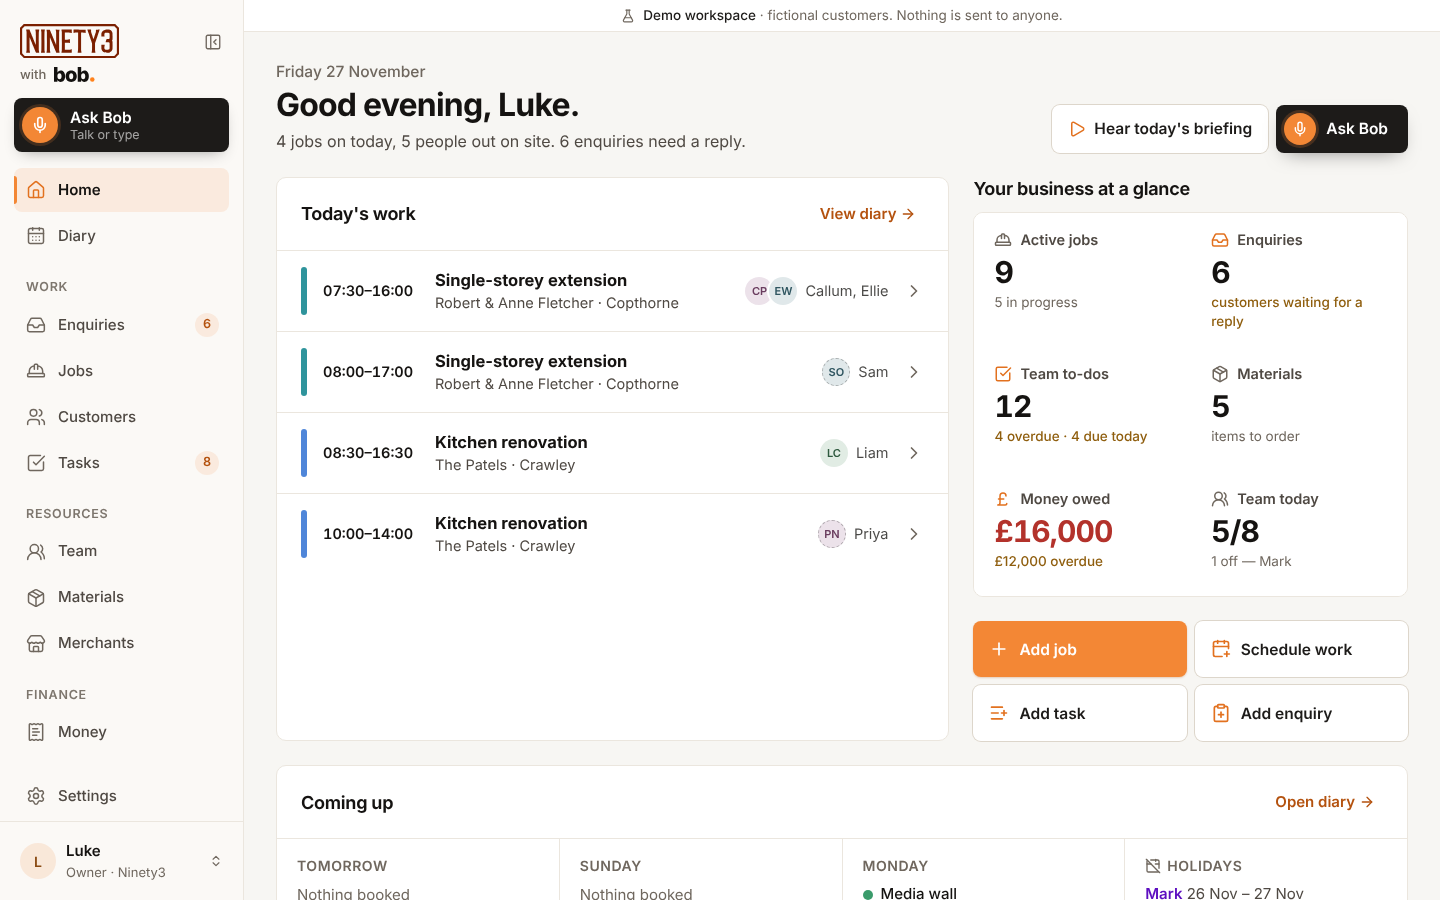 NINETY3
with bob.
Ask Bob
Talk or type
Home
Diary
WORK
Enquiries 6
Jobs
Customers
Tasks 8
RESOURCES
Team
Materials
Merchants
FINANCE
Money
Settings
L
Luke
Owner · Ninety3
Demo workspace · fictional customers. Nothing is sent to anyone.
Friday 27 November
Good evening, Luke.
4 jobs on today, 5 people out on site. 6 enquiries need a reply.
Hear today's briefing
Ask Bob
Today's work
View diary →
07:30–16:00
Single-storey extension
Robert & Anne Fletcher · Copthorne
CP EW Callum, Ellie
08:00–17:00
Single-storey extension
Robert & Anne Fletcher · Copthorne
SO Sam
08:30–16:30
Kitchen renovation
The Patels · Crawley
LC Liam
10:00–14:00
Kitchen renovation
The Patels · Crawley
PN Priya
Your business at a glance
Active jobs
9
5 in progress
Enquiries
6
customers waiting for a
reply
Team to-dos
12
4 overdue · 4 due today
Materials
5
items to order
£ Money owed
£16,000
£12,000 overdue
Team today
5/8
1 off — Mark
+ Add job
Schedule work
Add task
Add enquiry
Coming up
Open diary →
TOMORROW
Nothing booked
SUNDAY
Nothing booked
MONDAY
Media wall
HOLIDAYS
Mark 26 Nov – 27 Nov